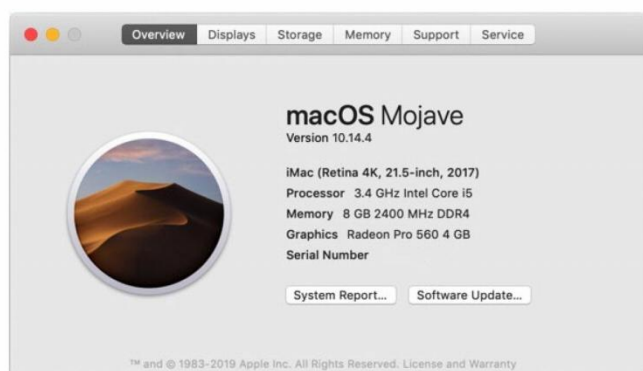 Overview Displays Storage Memory Support Service
macOS Mojave
Version 10.14.4
iMac (Retina 4K, 21.5-inch, 2017)
Processor 3.4 GHz Intel Core i5
Memory 8 GB 2400 MHz DDR4
Graphics Radeon Pro 560 4 GB
Serial Number
System Report... Software Update...
™ and © 1983-2019 Apple Inc. All Rights Reserved. License and Warranty